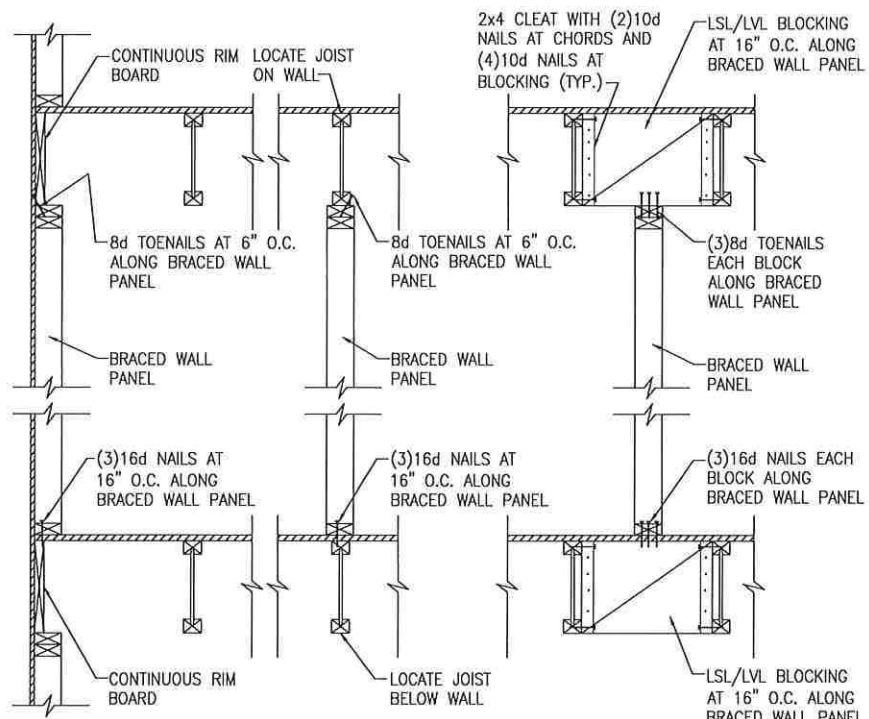 CONTINUOUS RIM
BOARD
LOCATE JOIST
ON WALL
2x4 CLEAT WITH (2)10d
NAILS AT CHORDS AND
(4)10d NAILS AT
BLOCKING (TYP.)
LSL/LVL BLOCKING
AT 16" O.C. ALONG
BRACED WALL PANEL
8d TOENAILS AT 6" O.C.
ALONG BRACED WALL
PANEL
8d TOENAILS AT 6" O.C.
ALONG BRACED WALL
PANEL
(3)8d TOENAILS
EACH BLOCK
ALONG BRACED
WALL PANEL
BRACED WALL
PANEL
BRACED WALL
PANEL
BRACED WALL
PANEL
(3)16d NAILS AT
16" O.C. ALONG
BRACED WALL PANEL
(3)16d NAILS AT
16" O.C. ALONG
BRACED WALL PANEL
(3)16d NAILS EACH
BLOCK ALONG
BRACED WALL PANEL
CONTINUOUS RIM
BOARD
LOCATE JOIST
BELOW WALL
LSL/LVL BLOCKING
AT 16" O.C. ALONG
BRACED WALL PANEL